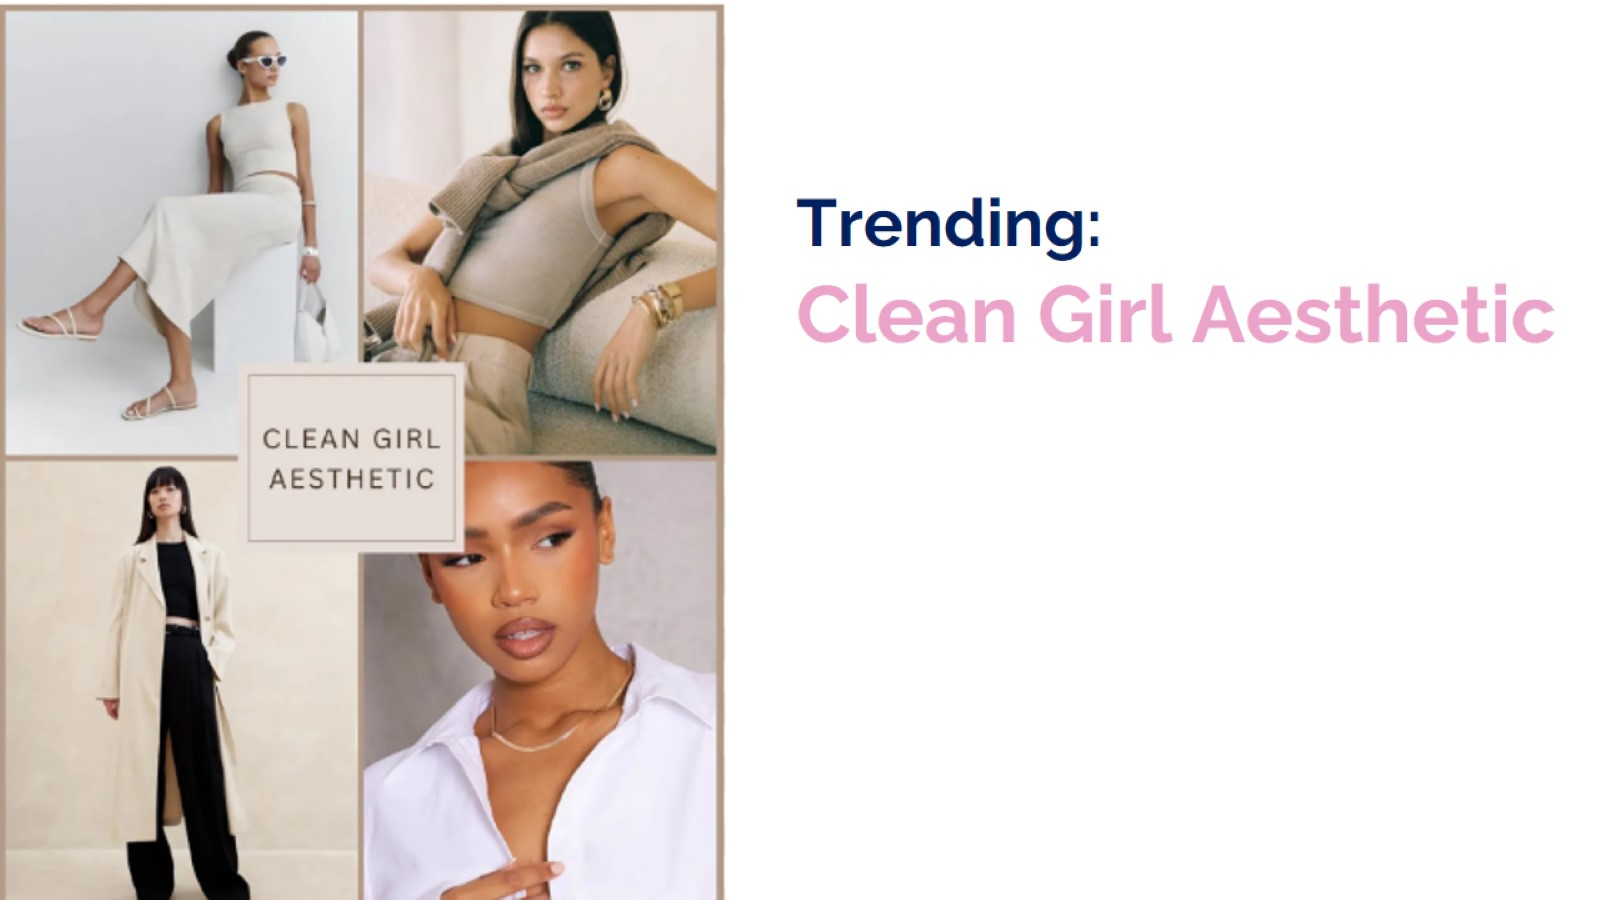 CLEAN GIRL
AESTHETIC
Trending:
Clean Girl Aesthetic